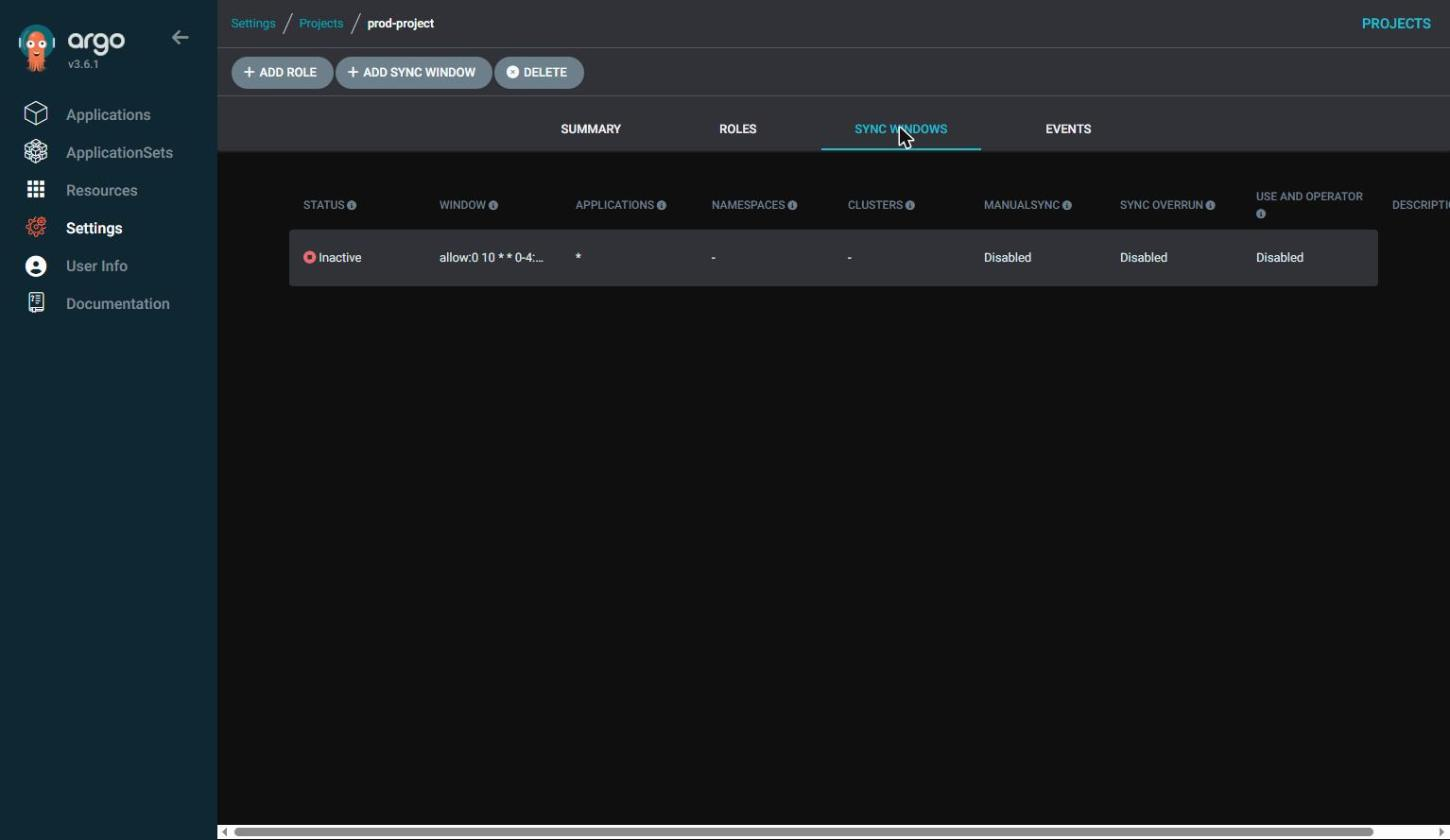 argo
v3.6.1
Applications
ApplicationSets
Resources
Settings
User Info
Documentation
Settings / Projects / prod-project
PROJECTS
+ ADD ROLE
+ ADD SYNC WINDOW
DELETE
SUMMARY
ROLES
SYNC WINDOWS
EVENTS
STATUS WINDOW APPLICATIONS NAMESPACES CLUSTERS MANUALSYNC SYNC OVERRUN USE AND OPERATOR DESCRIPTI
Inactive allow:0 10 * * 0-4:... * - - Disabled Disabled Disabled